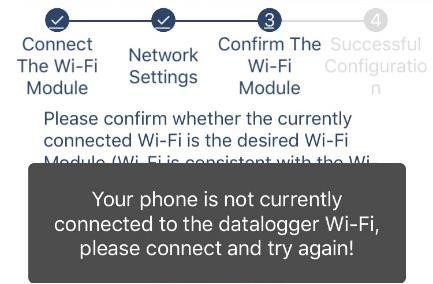 3
4
Connect
The Wi-Fi
Module
Network
Settings
Confirm The
Wi-Fi
Module
Successful
Configuratio
n
Please confirm whether the currently
connected Wi-Fi is the desired Wi-Fi
Module (Wi-Fi is consistent with the Wi
Your phone is not currently
connected to the datalogger Wi-Fi,
please connect and try again!